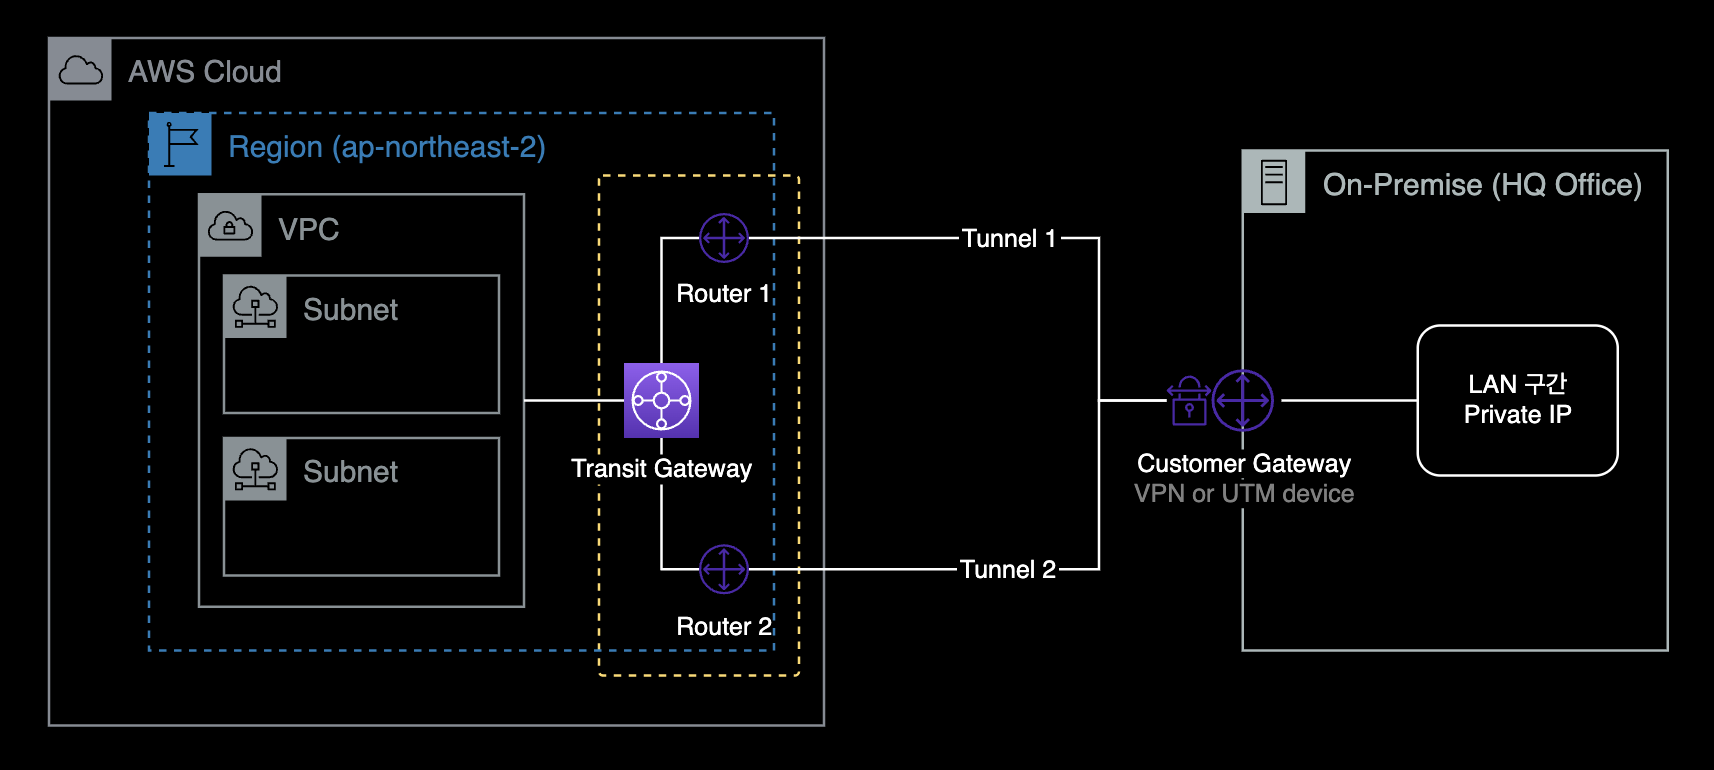 AWS Cloud
Region (ap-northeast-2)
VPC
Subnet
Subnet
Router 1
Transit Gateway
Router 2
Tunnel 1
Tunnel 2
On-Premise (HQ Office)
Customer Gateway
VPN or UTM device
LAN 구간
Private IP